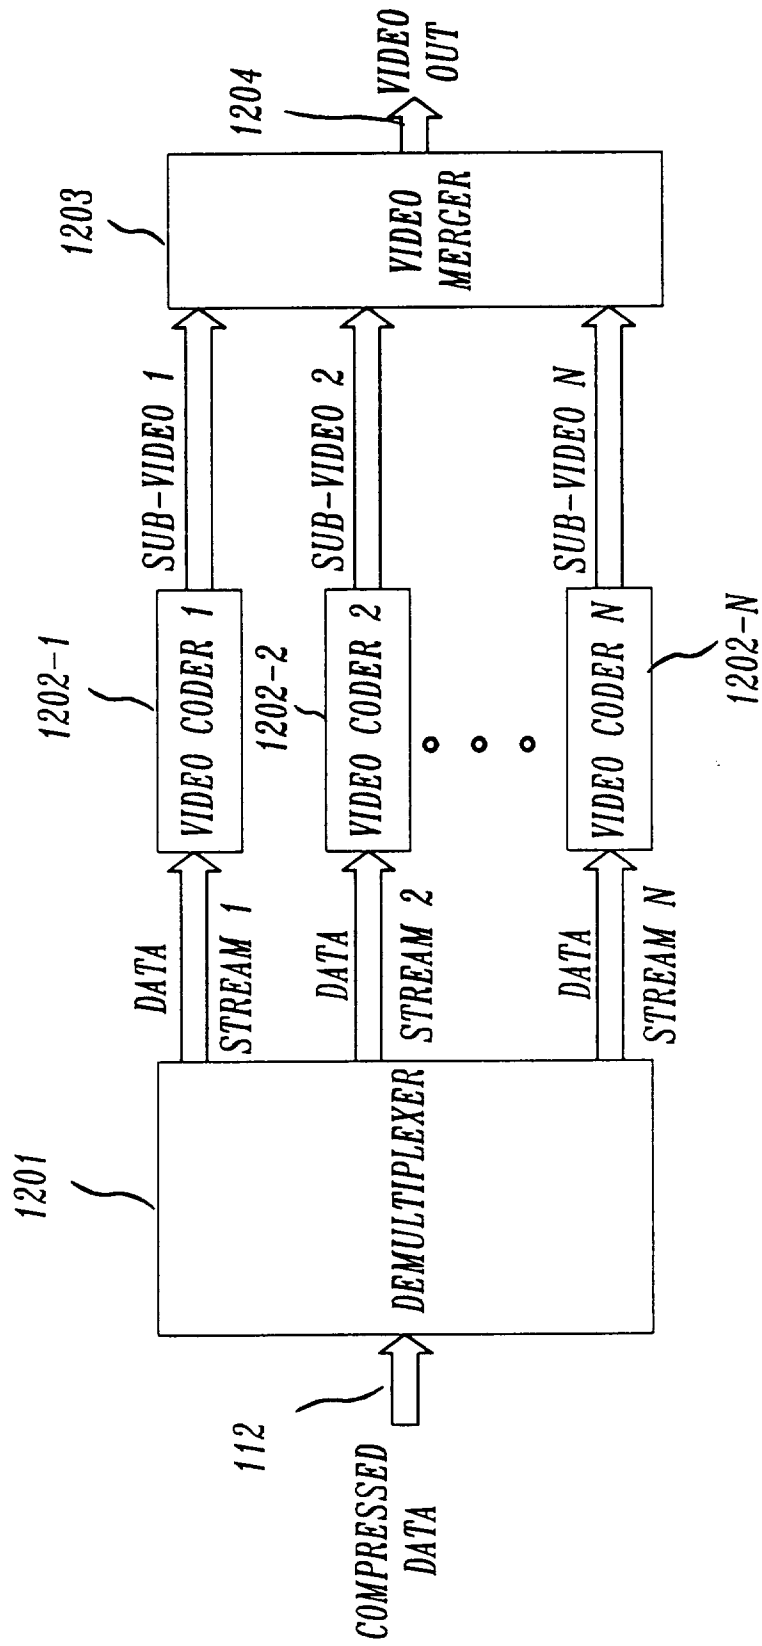 COMPRESSED
DATA
112
1201
DEMULTIPLEXER
DATA
STREAM 1
DATA
STREAM 2
DATA
STREAM N
1202-1
VIDEO CODER 1
1202-2
VIDEO CODER 2
VIDEO CODER N
1202-N
SUB-VIDEO 1
SUB-VIDEO 2
SUB-VIDEO N
1203
VIDEO
MERGER
1204
VIDEO
OUT